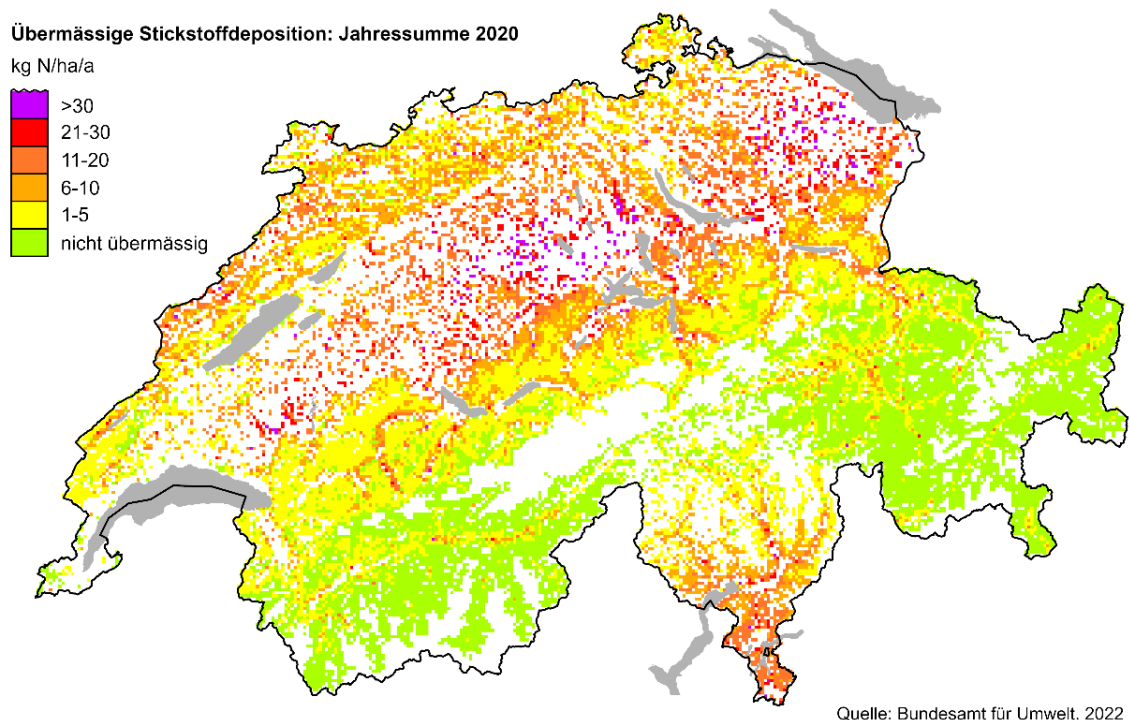 Übermässige Stickstoffdeposition: Jahressumme 2020
kg N/ha/a
>30
21-30
11-20
6-10
1-5
nicht übermässig
Quelle: Bundesamt für Umwelt, 2022